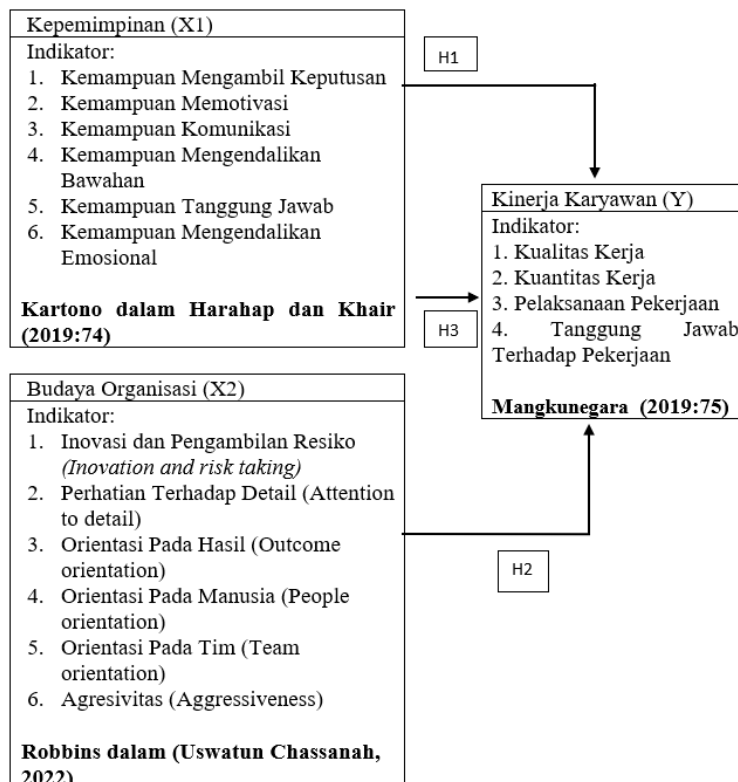 Kepemimpinan (X1)
Indikator:
1. Kemampuan Mengambil Keputusan
2. Kemampuan Memotivasi
3. Kemampuan Komunikasi
4. Kemampuan Mengendalikan
Bawahan
5. Kemampuan Tanggung Jawab
6. Kemampuan Mengendalikan
Emosional
Kartono dalam Harahap dan Khair
(2019:74)
H1
H3
Kinerja Karyawan (Y)
Indikator:
1. Kualitas Kerja
2. Kuantitas Kerja
3. Pelaksanaan Pekerjaan
4. Tanggung Jawab
Terhadap Pekerjaan
Mangkunegara (2019:75)
Budaya Organisasi (X2)
Indikator:
1. Inovasi dan Pengambilan Resiko
(Inovation and risk taking)
2. Perhatian Terhadap Detail (Attention
to detail)
3. Orientasi Pada Hasil (Outcome
orientation)
4. Orientasi Pada Manusia (People
orientation)
5. Orientasi Pada Tim (Team
orientation)
6. Agresivitas (Aggressiveness)
Robbins dalam (Uswatun Chassanah,
2022)
H2